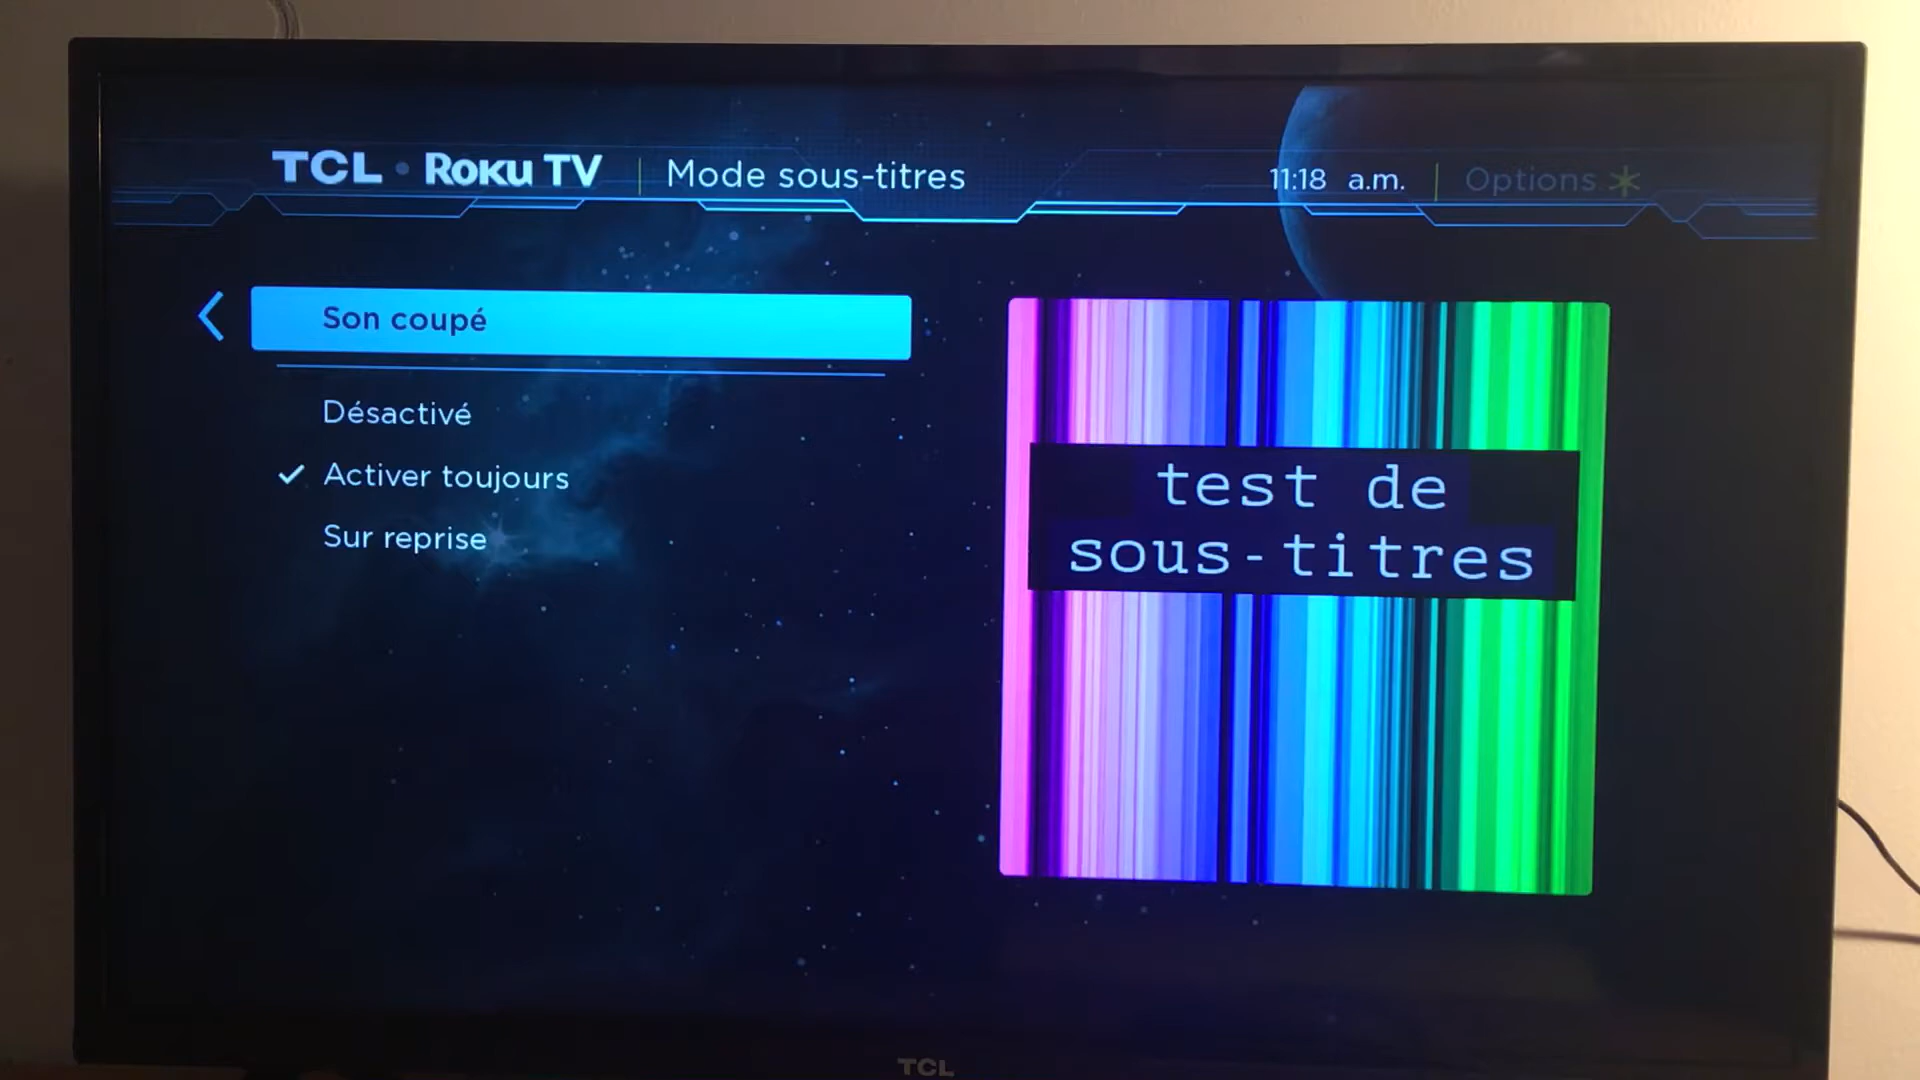 TCL • ROKU TV | Mode sous-titres
11:18 a.m. | Options
Son coupé
Désactivé
✓ Activer toujours
Sur reprise
test de
sous-titres
TCL